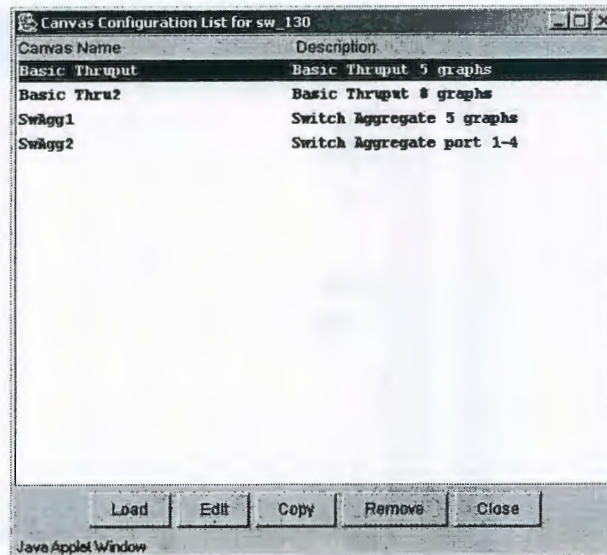 Canvas Configuration List for sw_130
Canvas Name Description
Basic Thruput Basic Thruput 5 graphs
Basic Thru2 Basic Thruput 8 graphs
SwAgg1 Switch Aggregate 5 graphs
SwAgg2 Switch Aggregate port 1-4
Load Edit Copy Remove Close
Java Applet Window